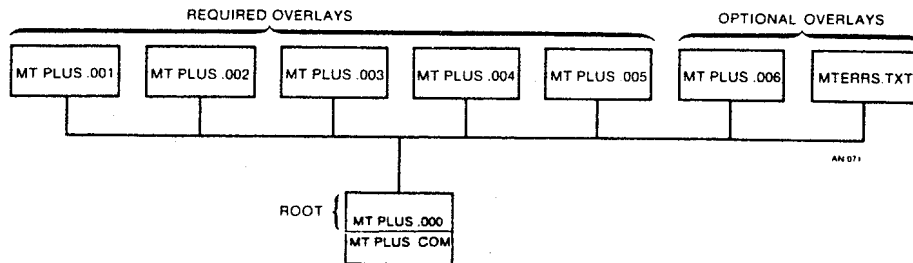 REQUIRED OVERLAYS
OPTIONAL OVERLAYS
MT PLUS .001
MT PLUS .002
MT PLUS .003
MT PLUS .004
MT PLUS .005
MT PLUS .006
MTERRS.TXT
AN 071
ROOT
MT PLUS .000
MT PLUS COM